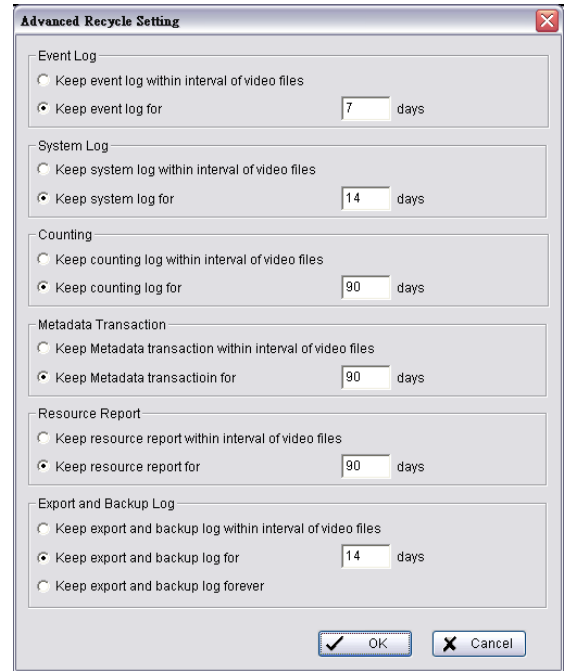 Advanced Recycle Setting
Event Log
Keep event log within interval of video files
Keep event log for 7 days
System Log
Keep system log within interval of video files
Keep system log for 14 days
Counting
Keep counting log within interval of video files
Keep counting log for 90 days
Metadata Transaction
Keep Metadata transaction within interval of video files
Keep Metadata transactioin for 90 days
Resource Report
Keep resource report within interval of video files
Keep resource report for 90 days
Export and Backup Log
Keep export and backup log within interval of video files
Keep export and backup log for 14 days
Keep export and backup log forever
OK Cancel